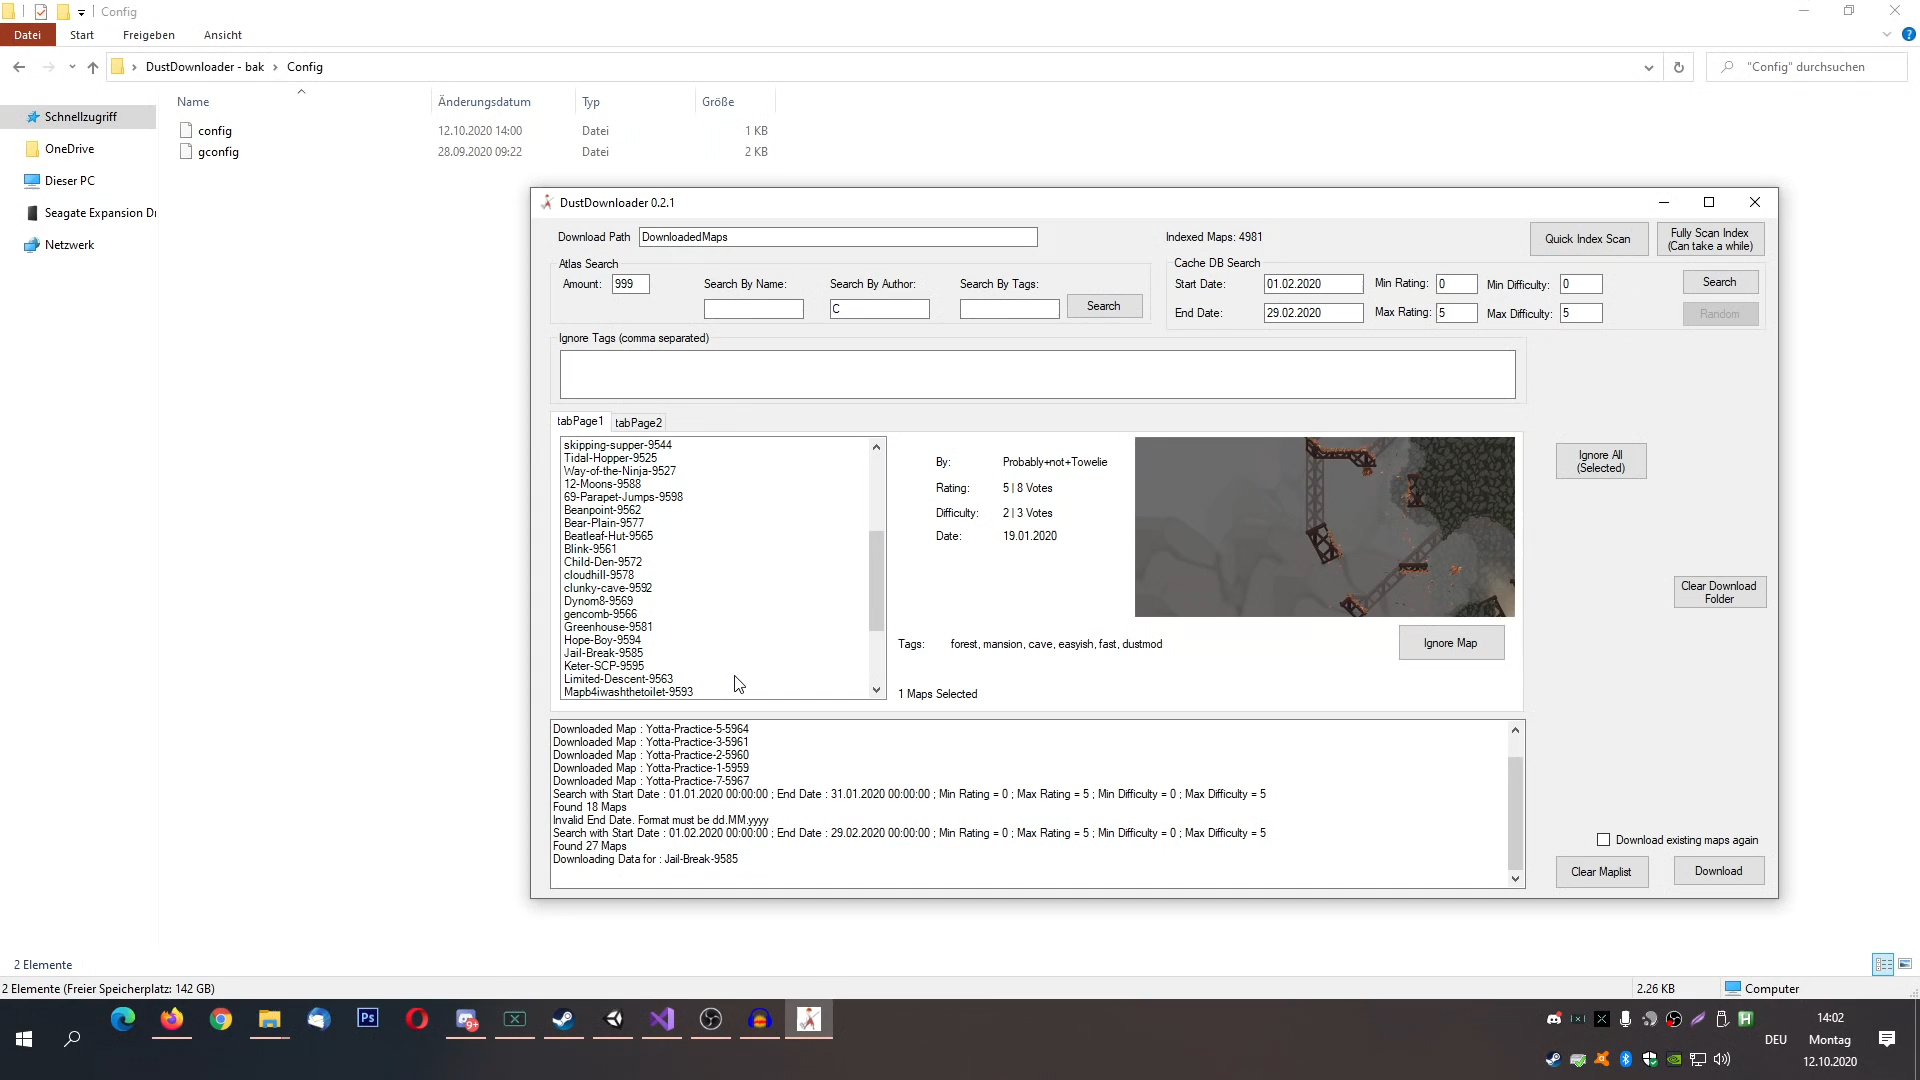 Config
Datei Start Freigeben Ansicht
DustDownloader - bak Config
"Config" durchsuchen
Name Änderungsdatum Typ Größe
Schnellzugriff
config 12.10.2020 14:00 Datei 1 KB
gconfig 28.09.2020 09:22 Datei 2 KB
OneDrive
Dieser PC
Seagate Expansion Dr
Netzwerk
DustDownloader 0.2.1
Download Path DownloadedMaps
Indexed Maps: 4981
Quick Index Scan
Fully Scan Index
(Can take a while)
Atlas Search
Amount: 999
Search By Name:
Search By Author:
C
Search By Tags:
Search
Cache DB Search
Start Date: 01.02.2020 Min Rating: 0 Min Difficulty: 0 Search
End Date: 29.02.2020 Max Rating: 5 Max Difficulty: 5 Random
Ignore Tags (comma separated)
tabPage1 tabPage2
skipping-supper-9544
Tidal-Hopper-9525
Way-of-the-Ninja-9527
12-Moons-9588
69-Parapet-Jumps-9598
Beanpoint-9562
Bear-Plain-9577
Beatleaf-Hut-9565
Blink-9561
Child-Den-9572
cloudhill-9578
clunky-cave-9592
Dynom8-9569
gencomb-9566
Greenhouse-9581
Hope-Boy-9594
Jail-Break-9585
Keter-SCP-9595
Limited-Descent-9563
Mapb4iwashthetoilet-9593
By: Probably+not+Towelie
Rating: 5 | 8 Votes
Difficulty: 2 | 3 Votes
Date: 19.01.2020
Tags: forest, mansion, cave, easyish, fast, dustmod
Ignore Map
1 Maps Selected
Ignore All
(Selected)
Clear Download
Folder
Downloaded Map : Yotta-Practice-5-5964
Downloaded Map : Yotta-Practice-3-5961
Downloaded Map : Yotta-Practice-2-5960
Downloaded Map : Yotta-Practice-1-5959
Downloaded Map : Yotta-Practice-7-5967
Search with Start Date : 01.01.2020 00:00:00 ; End Date : 31.01.2020 00:00:00 ; Min Rating = 0 ; Max Rating = 5 ; Min Difficulty = 0 ; Max Difficulty = 5
Found 18 Maps
Invalid End Date. Format must be dd.MM.yyyy
Search with Start Date : 01.02.2020 00:00:00 ; End Date : 29.02.2020 00:00:00 ; Min Rating = 0 ; Max Rating = 5 ; Min Difficulty = 0 ; Max Difficulty = 5
Found 27 Maps
Downloading Data for : Jail-Break-9585
Download existing maps again
Clear Maplist
Download
2 Elemente
2 Elemente (Freier Speicherplatz: 142 GB)
2.26 KB
Computer
Ps
9+
DEU
14:02
Montag
12.10.2020